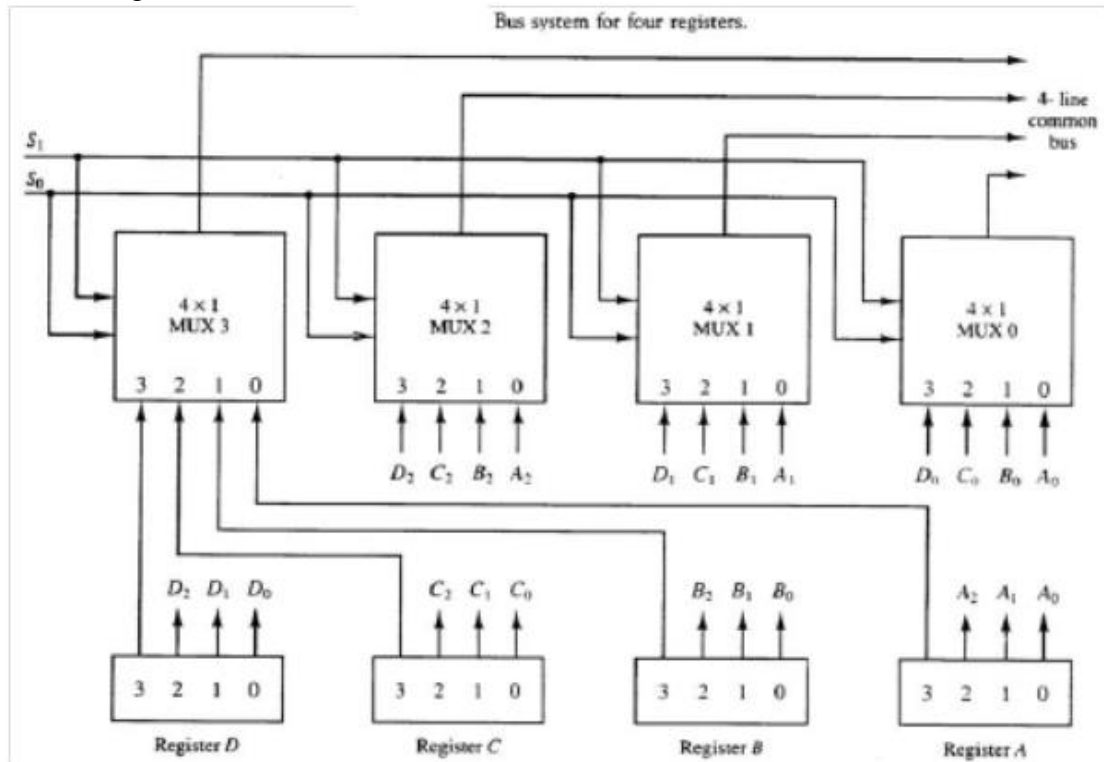 Bus system for four registers.
4- line
common
bus
S₁
S₀
4 × 1
MUX 3
4 × 1
MUX 2
4 × 1
MUX 1
4 × 1
MUX 0
3 2 1 0
3 2 1 0
3 2 1 0
3 2 1 0
D₂ C₂ B₂ A₂
D₁ C₁ B₁ A₁
D₀ C₀ B₀ A₀
D₂ D₁ D₀
C₂ C₁ C₀
B₂ B₁ B₀
A₂ A₁ A₀
3 2 1 0
3 2 1 0
3 2 1 0
3 2 1 0
Register D
Register C
Register B
Register A